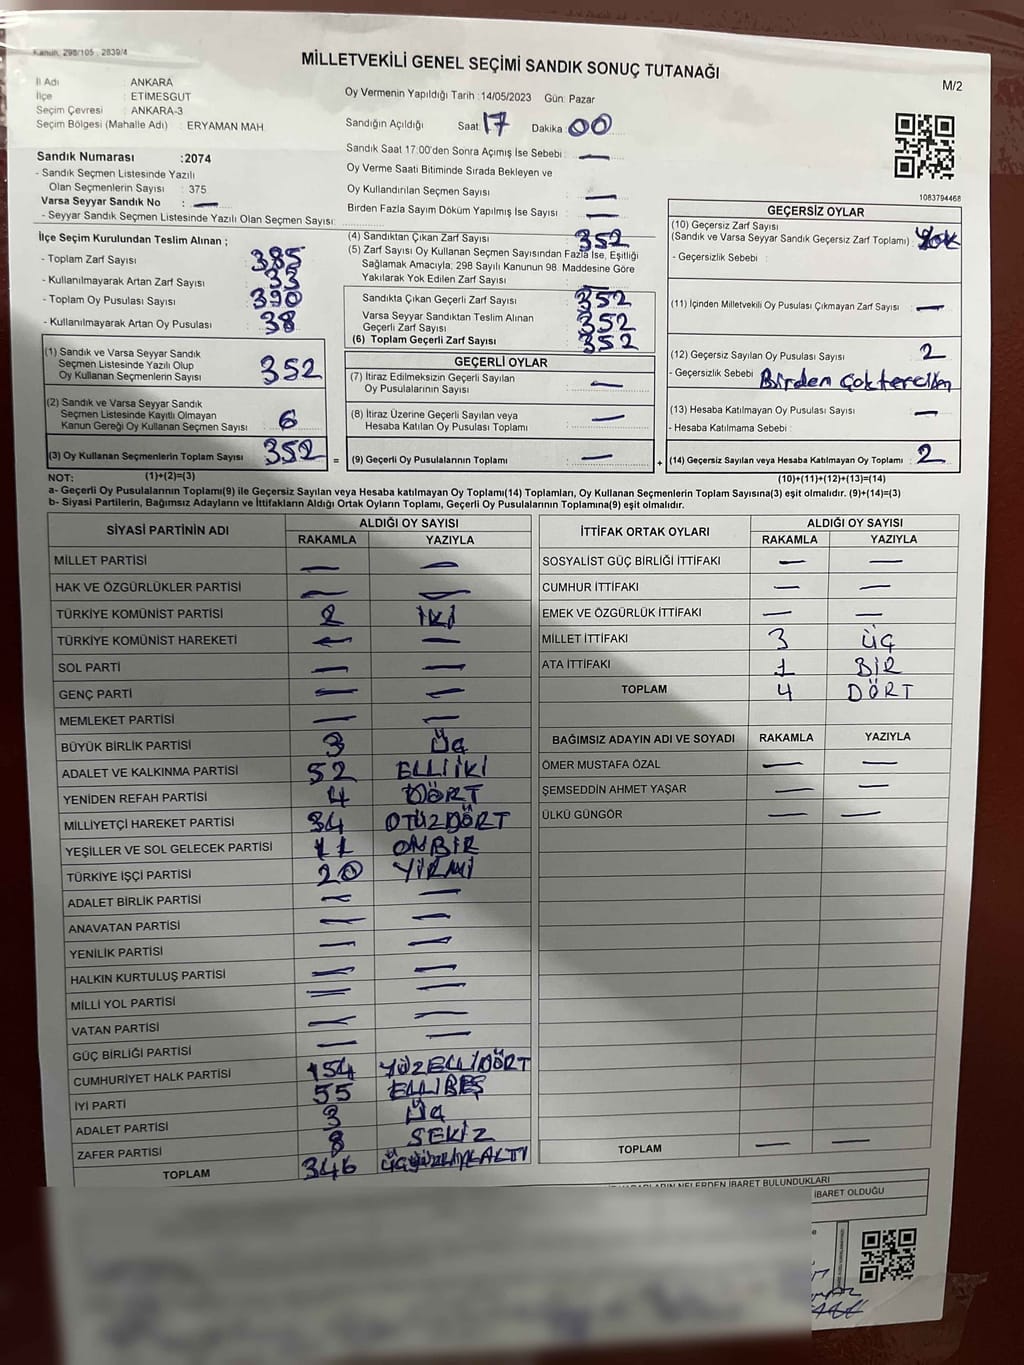 Kanun: 298/105 : 2839/4
MİLLETVEKİLİ GENEL SEÇİMİ SANDIK SONUÇ TUTANAĞI
M/2
İl Adı : ANKARA
İlçe : ETİMESGUT
Seçim Çevresi : ANKARA-3
Seçim Bölgesi (Mahalle Adı) : ERYAMAN MAH
Oy Vermenin Yapıldığı Tarih :14/05/2023 Gün: Pazar
Sandığın Açıldığı Saat: 17 Dakika: 00
Sandık Saat 17:00'den Sonra Açımış İse Sebebi : —
Oy Verme Saati Bitiminde Sırada Bekleyen ve
Oy Kullandırılan Seçmen Sayısı : —
Birden Fazla Sayım Döküm Yapılmış İse Sayısı : —
Sandık Numarası :2074
- Sandık Seçmen Listesinde Yazılı
Olan Seçmenlerin Sayısı : 375
Varsa Seyyar Sandık No : —
- Seyyar Sandık Seçmen Listesinde Yazılı Olan Seçmen Sayısı:
1083794468
İlçe Seçim Kurulundan Teslim Alınan ;
- Toplam Zarf Sayısı : 385
- Kullanılmayarak Artan Zarf Sayısı : 33
- Toplam Oy Pusulası Sayısı : 390
- Kullanılmayarak Artan Oy Pusulası : 38
(1) Sandık ve Varsa Seyyar Sandık
Seçmen Listesinde Yazılı Olup
Oy Kullanan Seçmenlerin Sayısı : 352
(2) Sandık ve Varsa Seyyar Sandık
Seçmen Listesinde Kayıtlı Olmayan
Kanun Gereği Oy Kullanan Seçmen Sayısı : 6
(3) Oy Kullanan Seçmenlerin Toplam Sayısı : 352 =
(4) Sandıktan Çıkan Zarf Sayısı : 352
(5) Zarf Sayısı Oy Kullanan Seçmen Sayısından Fazla İse, Eşitliği
Sağlamak Amacıyla; 298 Sayılı Kanunun 98. Maddesine Göre
Yakılarak Yok Edilen Zarf Sayısı : —
Sandıkta Çıkan Geçerli Zarf Sayısı : 352
Varsa Seyyar Sandıktan Teslim Alınan
Geçerli Zarf Sayısı : 352
(6) Toplam Geçerli Zarf Sayısı : 352
GEÇERLİ OYLAR
(7) İtiraz Edilmeksizin Geçerli Sayılan
Oy Pusulalarının Sayısı : —
(8) İtiraz Üzerine Geçerli Sayılan veya
Hesaba Katılan Oy Pusulası Toplamı : —
(9) Geçerli Oy Pusulalarının Toplamı : — +
GEÇERSİZ OYLAR
(10) Geçersiz Zarf Sayısı
(Sandık ve Varsa Seyyar Sandık Geçersiz Zarf Toplamı) : Yok
- Geçersizlik Sebebi :
(11) İçinden Milletvekili Oy Pusulası Çıkmayan Zarf Sayısı : —
(12) Geçersiz Sayılan Oy Pusulası Sayısı : 2
- Geçersizlik Sebebi : Birden çok tercihin
(13) Hesaba Katılmayan Oy Pusulası Sayısı : —
- Hesaba Katılmama Sebebi :
(14) Geçersiz Sayılan veya Hesaba Katılmayan Oy Toplamı : 2
NOT: (1)+(2)=(3) (10)+(11)+(12)+(13)=(14)
a- Geçerli Oy Pusulalarının Toplamı(9) ile Geçersiz Sayılan veya Hesaba katılmayan Oy Toplamı(14) Toplamları, Oy Kullanan Seçmenlerin Toplam Sayısına(3) eşit olmalıdır. (9)+(14)=(3)
b- Siyasi Partilerin, Bağımsız Adayların ve İttifakların Aldığı Ortak Oyların Toplamı, Geçerli Oy Pusulalarının Toplamına(9) eşit olmalıdır.
SİYASİ PARTİNİN ADI ALDIĞI OY SAYISI
RAKAMLA YAZIYLA
MİLLET PARTİSİ — —
HAK VE ÖZGÜRLÜKLER PARTİSİ — —
TÜRKİYE KOMÜNİST PARTİSİ 2 İKİ
TÜRKİYE KOMÜNİST HAREKETİ — —
SOL PARTİ — —
GENÇ PARTİ — —
MEMLEKET PARTİSİ — —
BÜYÜK BİRLİK PARTİSİ 3 Üç
ADALET VE KALKINMA PARTİSİ 52 ELLİİKİ
YENİDEN REFAH PARTİSİ 4 DÖRT
MİLLİYETÇİ HAREKET PARTİSİ 34 OTUZDÖRT
YEŞİLLER VE SOL GELECEK PARTİSİ 11 ONBİR
TÜRKİYE İŞÇİ PARTİSİ 20 YİRMİ
ADALET BİRLİK PARTİSİ — —
ANAVATAN PARTİSİ — —
YENİLİK PARTİSİ — —
HALKIN KURTULUŞ PARTİSİ — —
MİLLİ YOL PARTİSİ — —
VATAN PARTİSİ — —
GÜÇ BİRLİĞİ PARTİSİ — —
CUMHURİYET HALK PARTİSİ 154 YÜZELLİDÖRT
İYİ PARTİ 55 ELLİBEŞ
ADALET PARTİSİ 3 Üç
ZAFER PARTİSİ 8 SEKİZ
TOPLAM 346 ÜÇYÜZKIRKALTI
İTTİFAK ORTAK OYLARI ALDIĞI OY SAYISI
RAKAMLA YAZIYLA
SOSYALİST GÜÇ BİRLİĞİ İTTİFAKI — —
CUMHUR İTTİFAKI — —
EMEK VE ÖZGÜRLÜK İTTİFAKI — —
MİLLET İTTİFAKI 3 ÜÇ
ATA İTTİFAKI 1 BİR
TOPLAM 4 DÖRT
BAĞIMSIZ ADAYIN ADI VE SOYADI RAKAMLA YAZIYLA
ÖMER MUSTAFA ÖZAL — —
ŞEMSEDDİN AHMET YAŞAR — —
ÜLKÜ GÜNGÖR — —
TOPLAM — —
NELERDEN İBARET BULUNDUKLARI
İBARET OLDUĞU